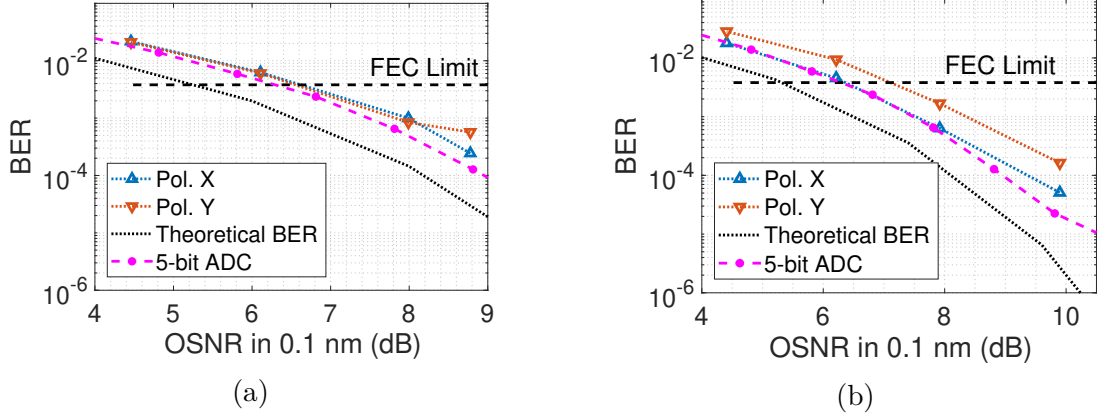 BER
10^-2
10^-4
10^-6
FEC Limit
Pol. X
Pol. Y
Theoretical BER
5-bit ADC
4 5 6 7 8 9
OSNR in 0.1 nm (dB)
(a)
BER
10^-2
10^-4
10^-6
FEC Limit
Pol. X
Pol. Y
Theoretical BER
5-bit ADC
4 6 8 10
OSNR in 0.1 nm (dB)
(b)